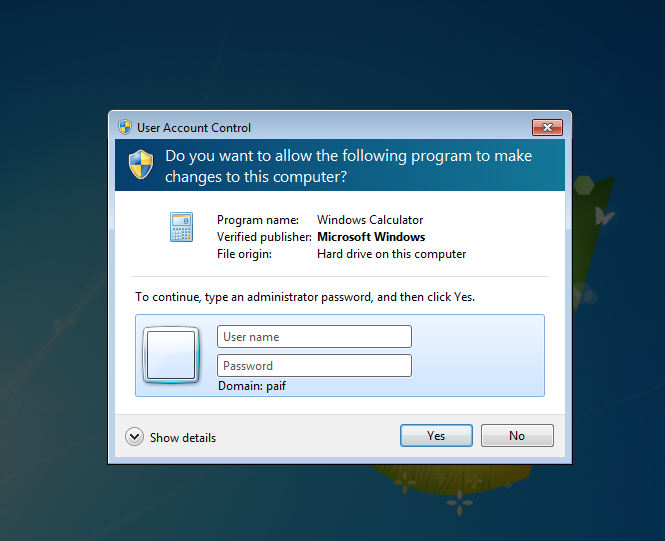 User Account Control
Do you want to allow the following program to make
changes to this computer?
Program name: Windows Calculator
Verified publisher: Microsoft Windows
File origin: Hard drive on this computer
To continue, type an administrator password, and then click Yes.
User name
Password
Domain: paif
Show details Yes No